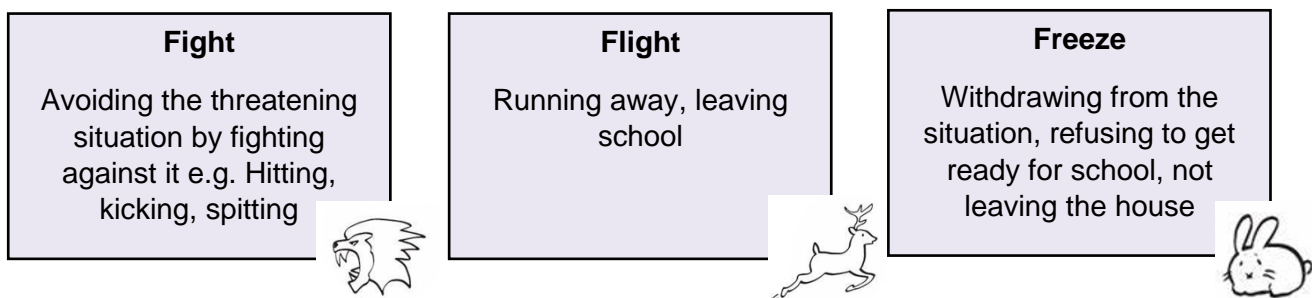 Fight
Avoiding the threatening
situation by fighting
against it e.g. Hitting,
kicking, spitting
Flight
Running away, leaving
school
Freeze
Withdrawing from the
situation, refusing to get
ready for school, not
leaving the house